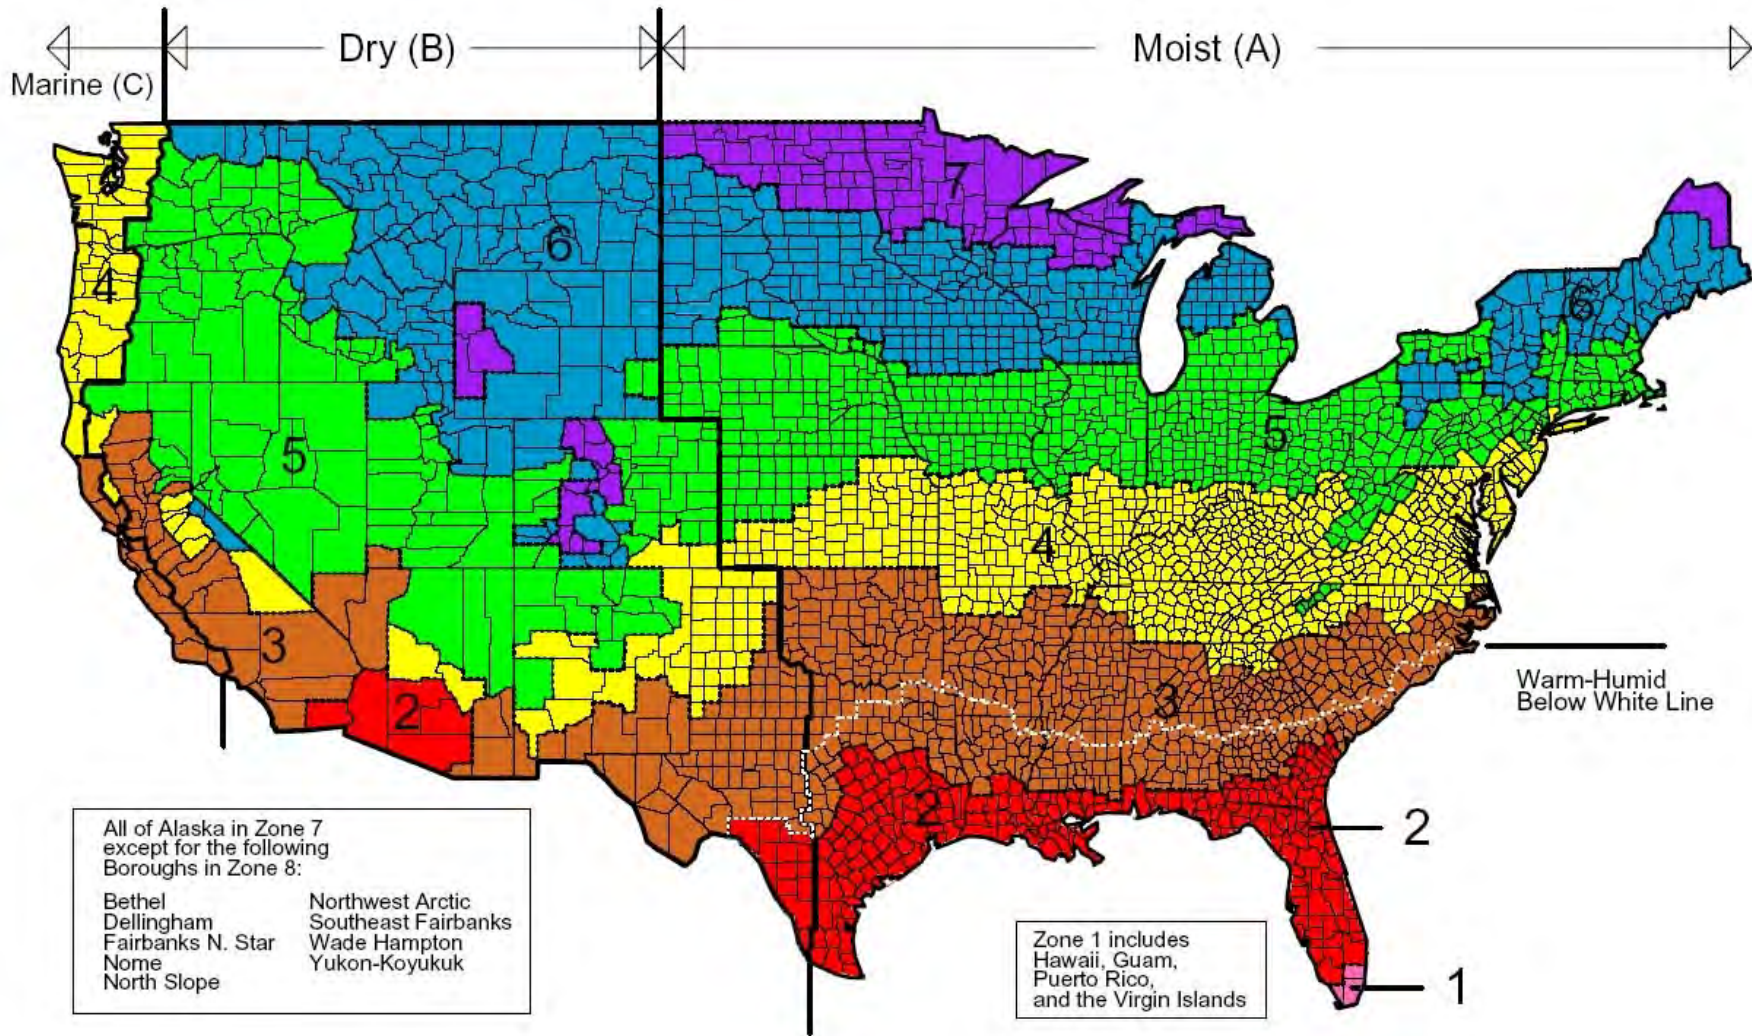 Dry (B)
Moist (A)
Marine (C)
7
6
4
6
5
5
4
3
3
2
2
2
1
Warm-Humid
Below White Line
All of Alaska in Zone 7
except for the following
Boroughs in Zone 8:
Bethel
Dellingham
Fairbanks N. Star
Nome
North Slope
Northwest Arctic
Southeast Fairbanks
Wade Hampton
Yukon-Koyukuk
Zone 1 includes
Hawaii, Guam,
Puerto Rico,
and the Virgin Islands